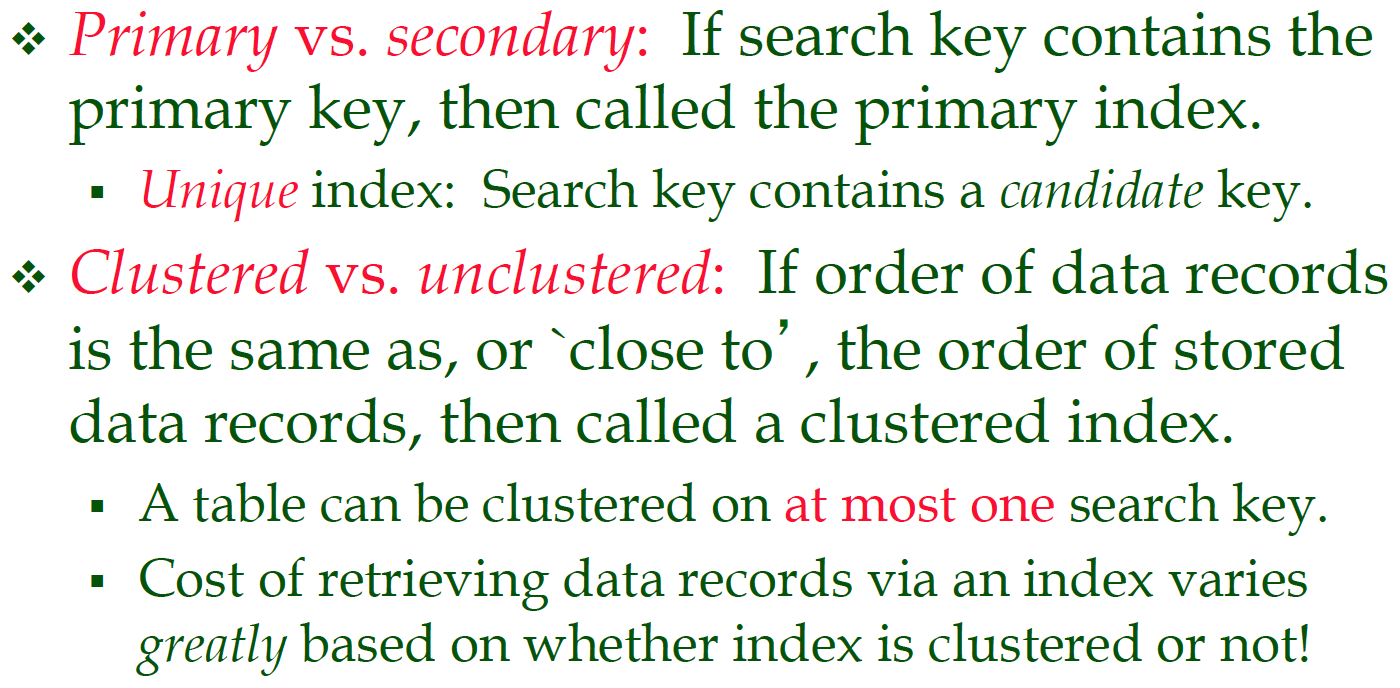 ❖ Primary vs. secondary: If search key contains the
primary key, then called the primary index.
▪ Unique index: Search key contains a candidate key.
❖ Clustered vs. unclustered: If order of data records
is the same as, or `close to’, the order of stored
data records, then called a clustered index.
▪ A table can be clustered on at most one search key.
▪ Cost of retrieving data records via an index varies
greatly based on whether index is clustered or not!